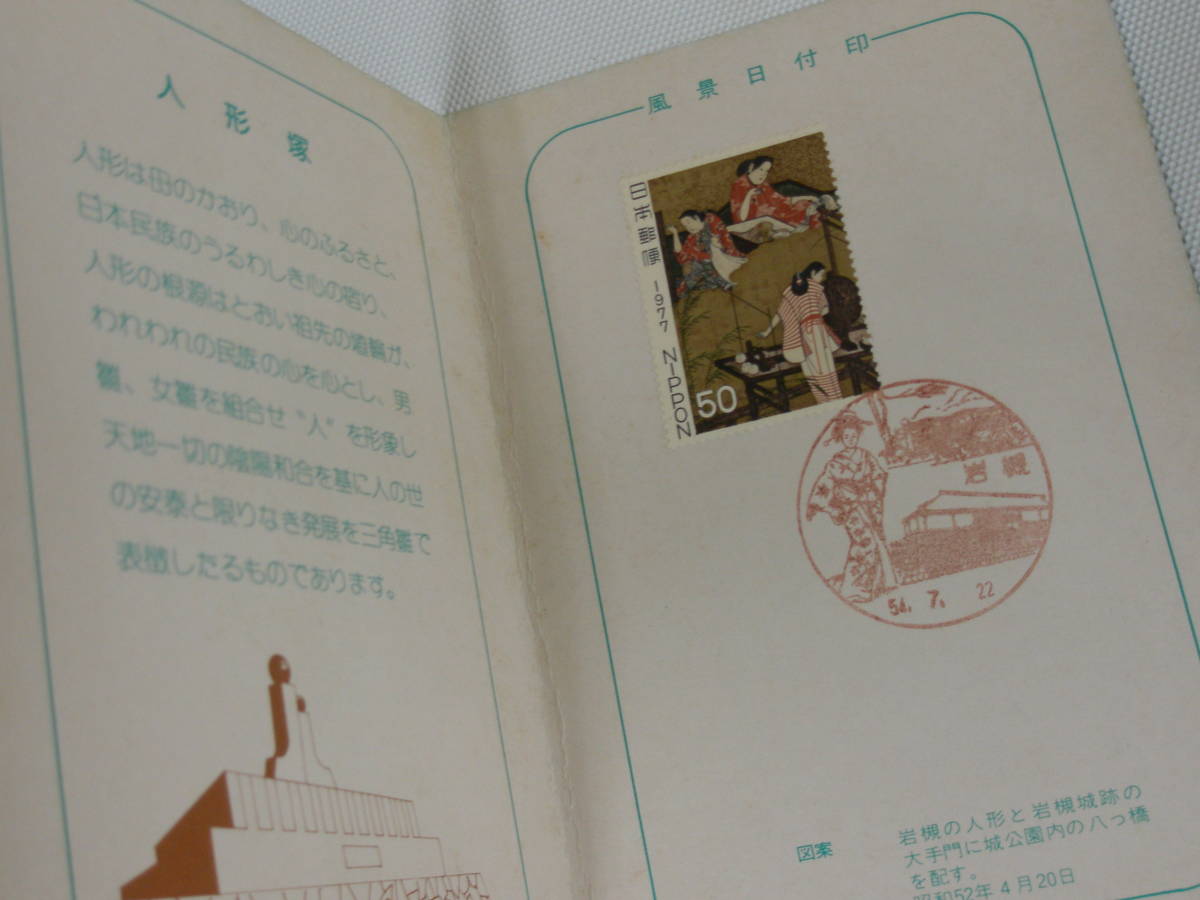 人形塚
人形は母のかおり、心のふるさと、
日本民族のうるわしき心の宿り、
人形の根源はとおい祖先の埴輪が、
われわれの民族の心を心とし、男
雛、女雛を組合せ"人"を形象し
天地一切の陰陽和合を基に人の世
の安泰と限りなき発展を三角雛で
表徴したるものであります。
風景日付印
日本郵便 1977 NIPPON
50
岩槻
54. 7. 22
図案
岩槻の人形と岩槻城跡の
大手門に城公園内の八っ橋
を配す。
昭和52年4月20日